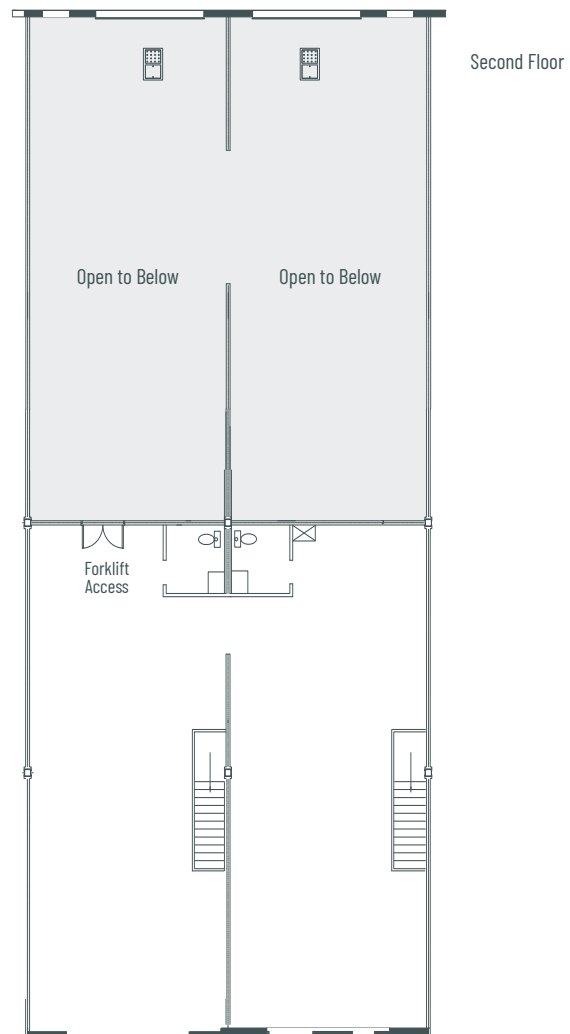 Second Floor
Open to Below
Open to Below
Forklift
Access